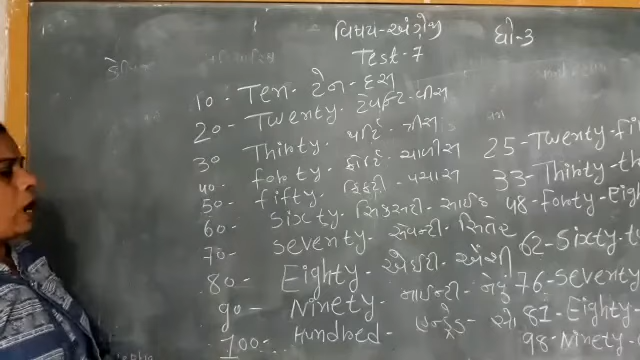 વિષય-અંગ્રેજી ધો-3
Test-7
10 - Ten - ટેન - દસ
20 - Twenty - ટ્વેન્ટિ - વીસ
30 Thirty - થર્ટિ - ત્રીસ
40 - forty - ફોર્ટિ - ચાલીસ
50 - fifty - ફિફ્ટી - પચાસ
60 - Sixty - સિક્સટી - સાઈઠ
70 - Seventy - સેવન્ટી - સિતેર
80 - Eighty - એઈટી - એંશી
90 - Ninety - નાઈન્ટી - નેવું
100 - Hundred - હન્ડ્રેડ - સો
25 - Twenty-fi
33 - Thirty-th
48 - forty-Eigh
62 - Sixty-t
76 - Seventy
81 - Eighty-
98 - Ninety-